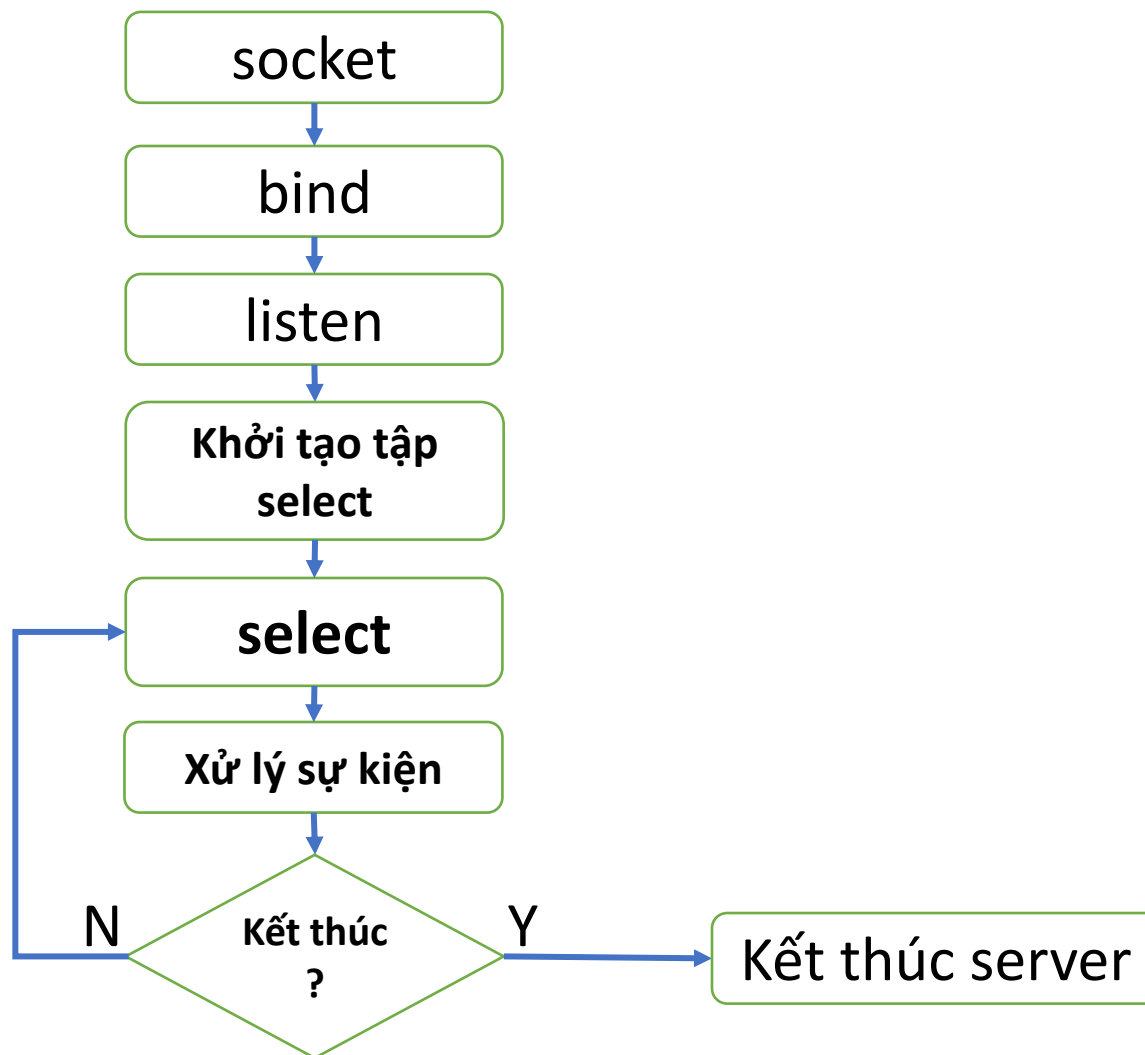 socket
bind
listen
Khởi tạo tập
select
select
Xử lý sự kiện
Kết thúc
?
N
Y
Kết thúc server